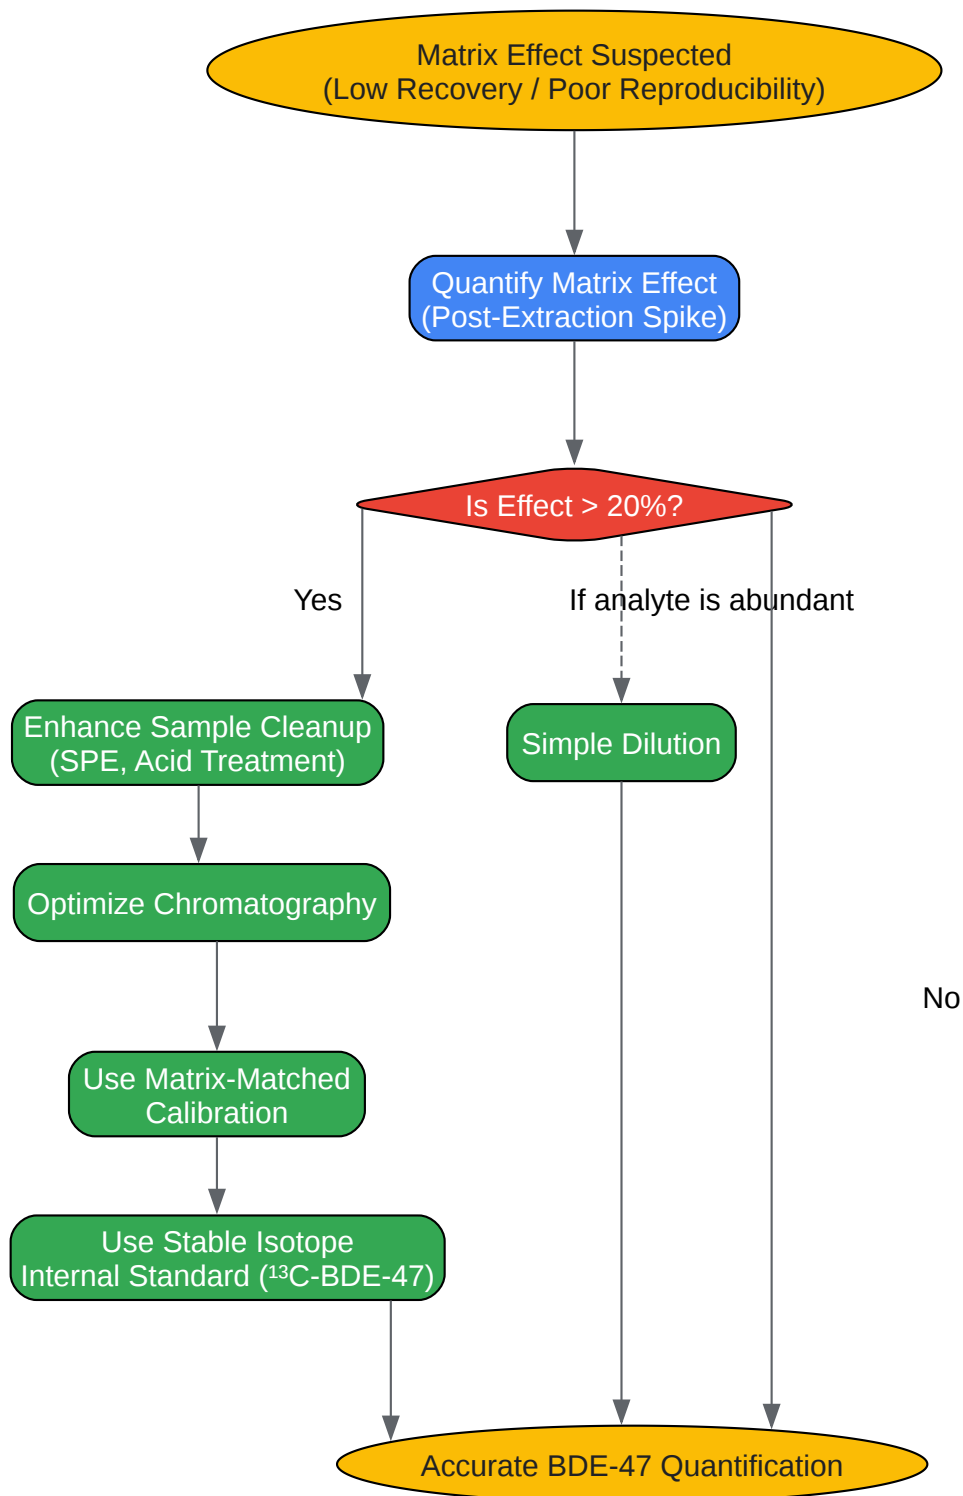 Matrix Effect Suspected
(Low Recovery / Poor Reproducibility)
Quantify Matrix Effect
(Post-Extraction Spike)
Is Effect > 20%?
Yes
If analyte is abundant
Enhance Sample Cleanup
(SPE, Acid Treatment)
Simple Dilution
Optimize Chromatography
No
Use Matrix-Matched
Calibration
Use Stable Isotope
Internal Standard (¹³C-BDE-47)
Accurate BDE-47 Quantification